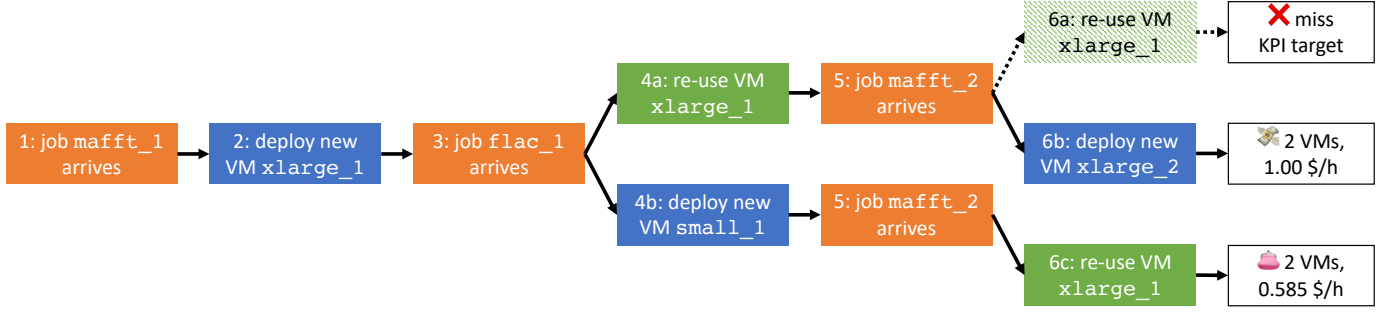 1: job mafft_1
arrives
2: deploy new
VM xlarge_1
3: job flac_1
arrives
4a: re-use VM
xlarge_1
5: job mafft_2
arrives
6a: re-use VM
xlarge_1
❌ miss
KPI target
6b: deploy new
VM xlarge_2
💸 2 VMs,
1.00 $/h
4b: deploy new
VM small_1
5: job mafft_2
arrives
6c: re-use VM
xlarge_1
👛 2 VMs,
0.585 $/h